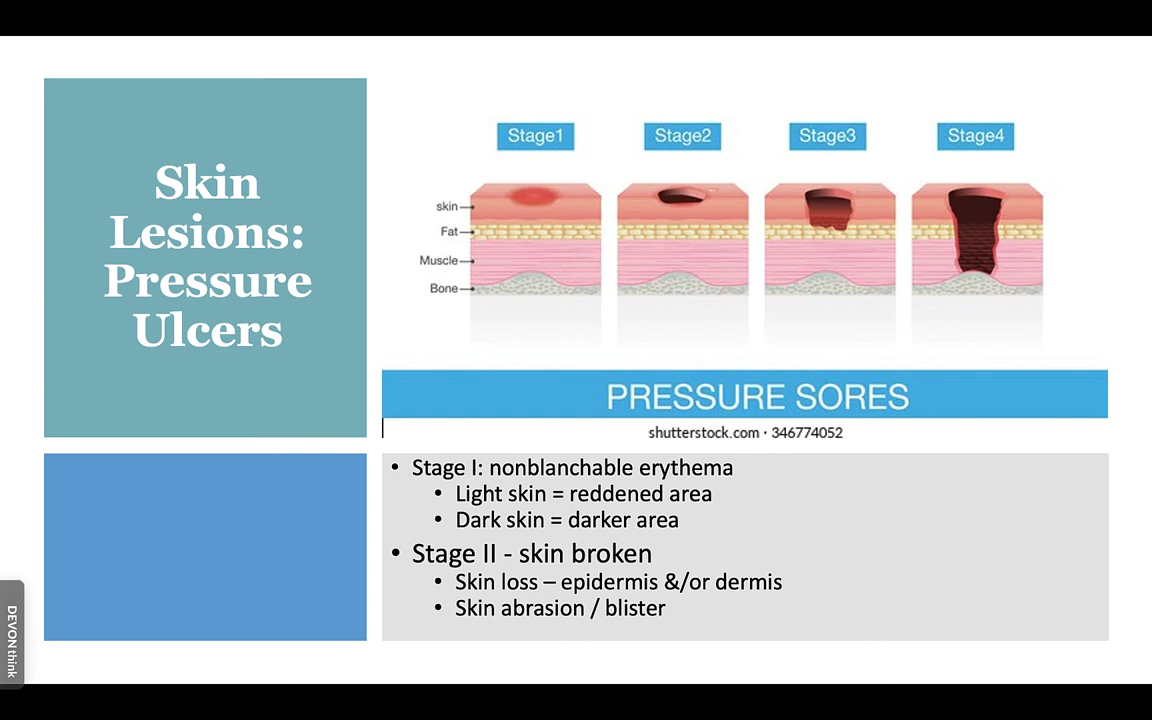 Skin
Lesions:
Pressure
Ulcers
Stage1
Stage2
Stage3
Stage4
skin
Fat
Muscle
Bone
PRESSURE SORES
shutterstock.com · 346774052
• Stage I: nonblanchable erythema
• Light skin = reddened area
• Dark skin = darker area
• Stage II - skin broken
• Skin loss – epidermis &/or dermis
• Skin abrasion / blister
DEVONthink